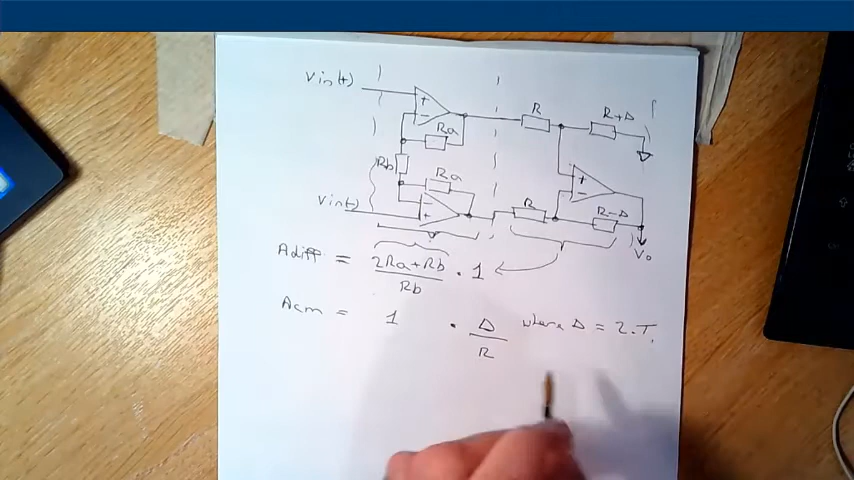 Vin(+)
+
-
Ra
R
R+Δ
Rb
Ra
+
-
Vin(-)
-
+
R
R-Δ
Vo
Adiff = 2Ra+Rb / Rb . 1
Acm = 1 . Δ / R where Δ = 2.T.